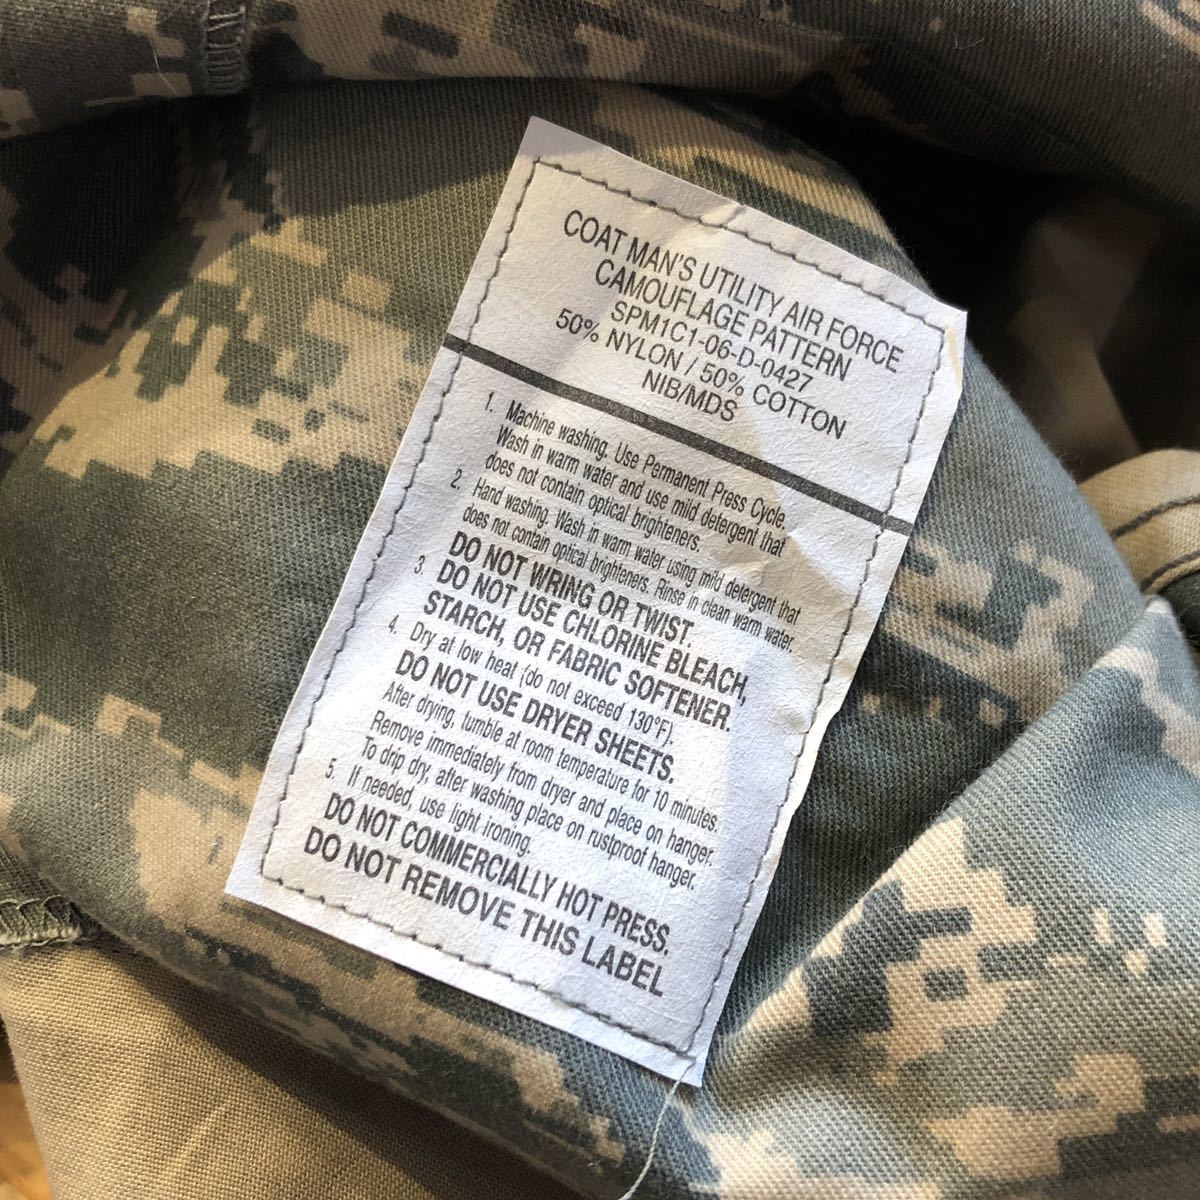 COAT MAN'S UTILITY AIR FORCE
CAMOUFLAGE PATTERN
SPM1C1-06-D-0427
50% NYLON / 50% COTTON
NIB/MDS
1. Machine washing. Use Permanent Press Cycle.
Wash in warm water and use mild detergent that
does not contain optical brighteners.
2. Hand washing. Wash in warm water using mild detergent that
does not contain optical brighteners. Rinse in clean warm water.
DO NOT WRING OR TWIST.
3. DO NOT USE CHLORINE BLEACH,
STARCH, OR FABRIC SOFTENER.
4. Dry at low heat (do not exceed 130°F).
DO NOT USE DRYER SHEETS.
After drying, tumble at room temperature for 10 minutes.
Remove immediately from dryer and place on hanger.
To drip dry, after washing place on rustproof hanger.
5. If needed, use light ironing.
DO NOT COMMERCIALLY HOT PRESS.
DO NOT REMOVE THIS LABEL